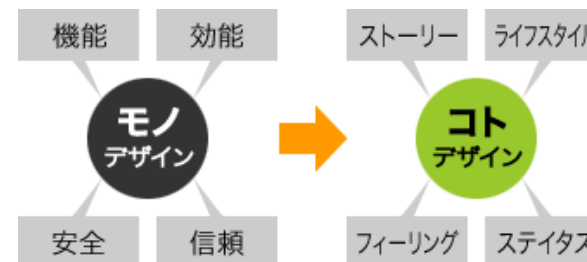 機能
効能
ストーリー
ライフスタイル
モノ
デザイン
コト
デザイン
安全
信頼
フィーリング
ステイタス